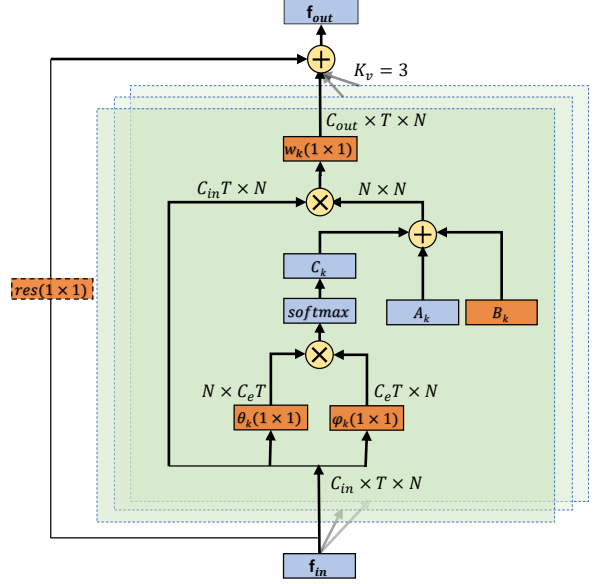 f_out
K_v = 3
C_out × T × N
w_k(1 × 1)
C_in T × N
N × N
C_k
res(1 × 1)
softmax
A_k
B_k
N × C_e T
C_e T × N
θ_k(1 × 1)
φ_k(1 × 1)
C_in × T × N
f_in